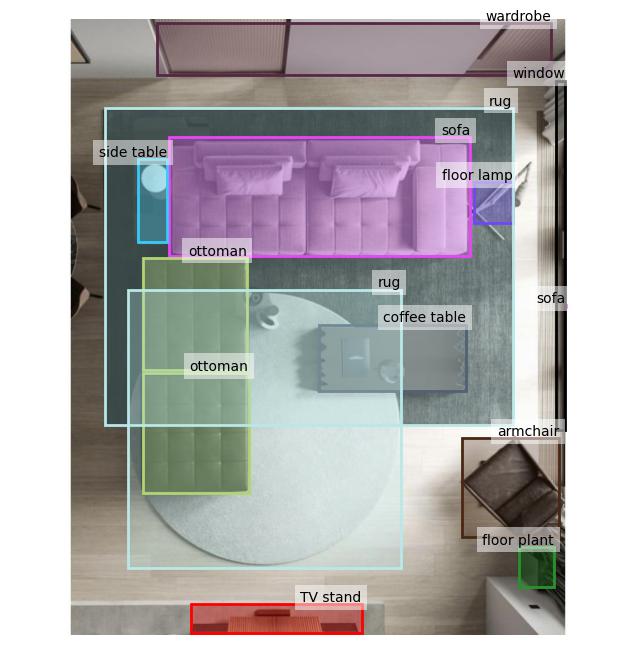 wardrobe
window
rug
sofa
side table
floor lamp
ottoman
rug
sofa
coffee table
ottoman
armchair
floor plant
TV stand